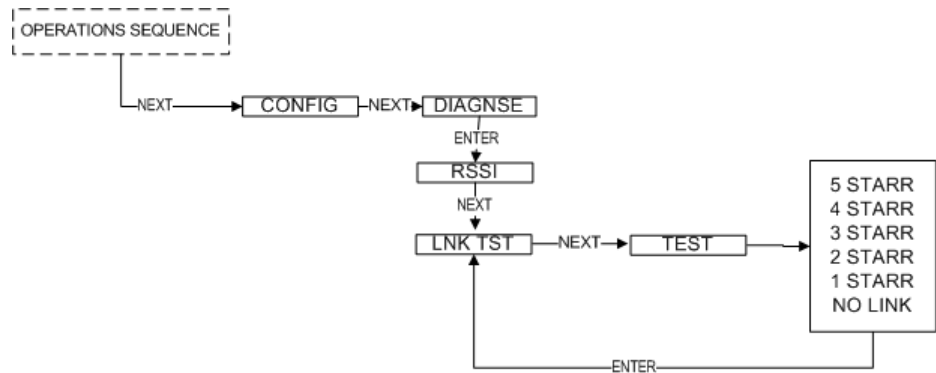 OPERATIONS SEQUENCE
NEXT
CONFIG
NEXT
DIAGNSE
ENTER
RSSI
NEXT
LNK TST
NEXT
TEST
5 STARR
4 STARR
3 STARR
2 STARR
1 STARR
NO LINK
ENTER